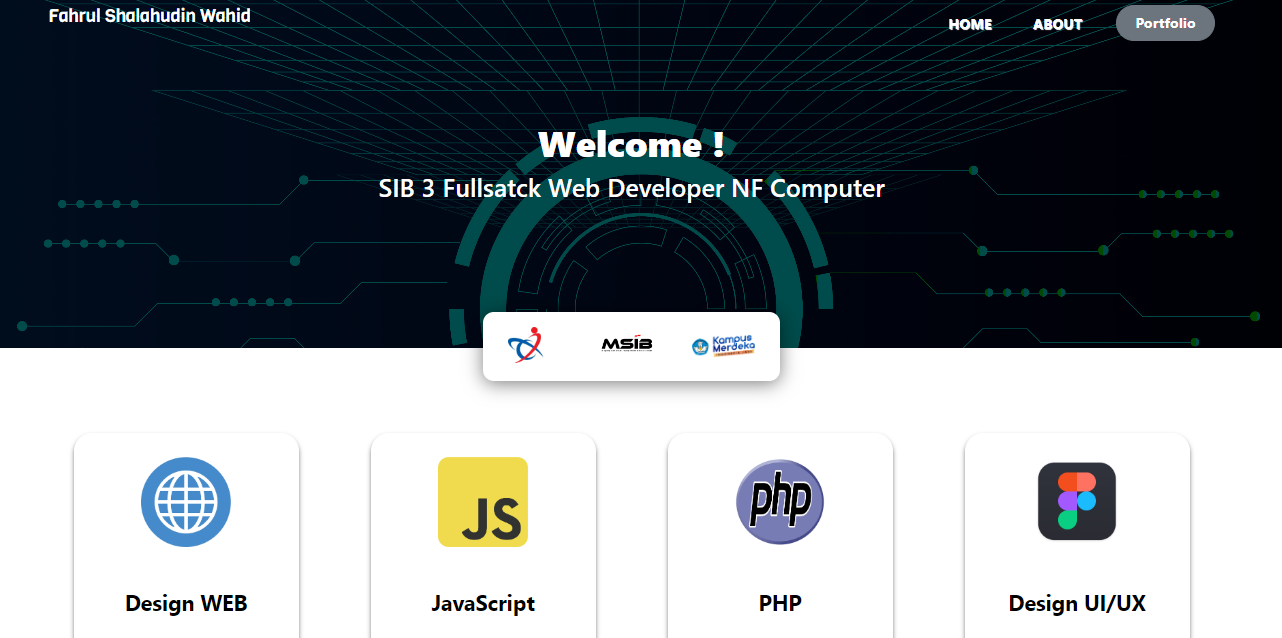 Fahrul Shalahudin Wahid
HOME ABOUT Portfolio
Welcome !
SIB 3 Fullsatck Web Developer NF Computer
MSIB
Kampus
Merdeka
JS
php
Design WEB
JavaScript
PHP
Design UI/UX